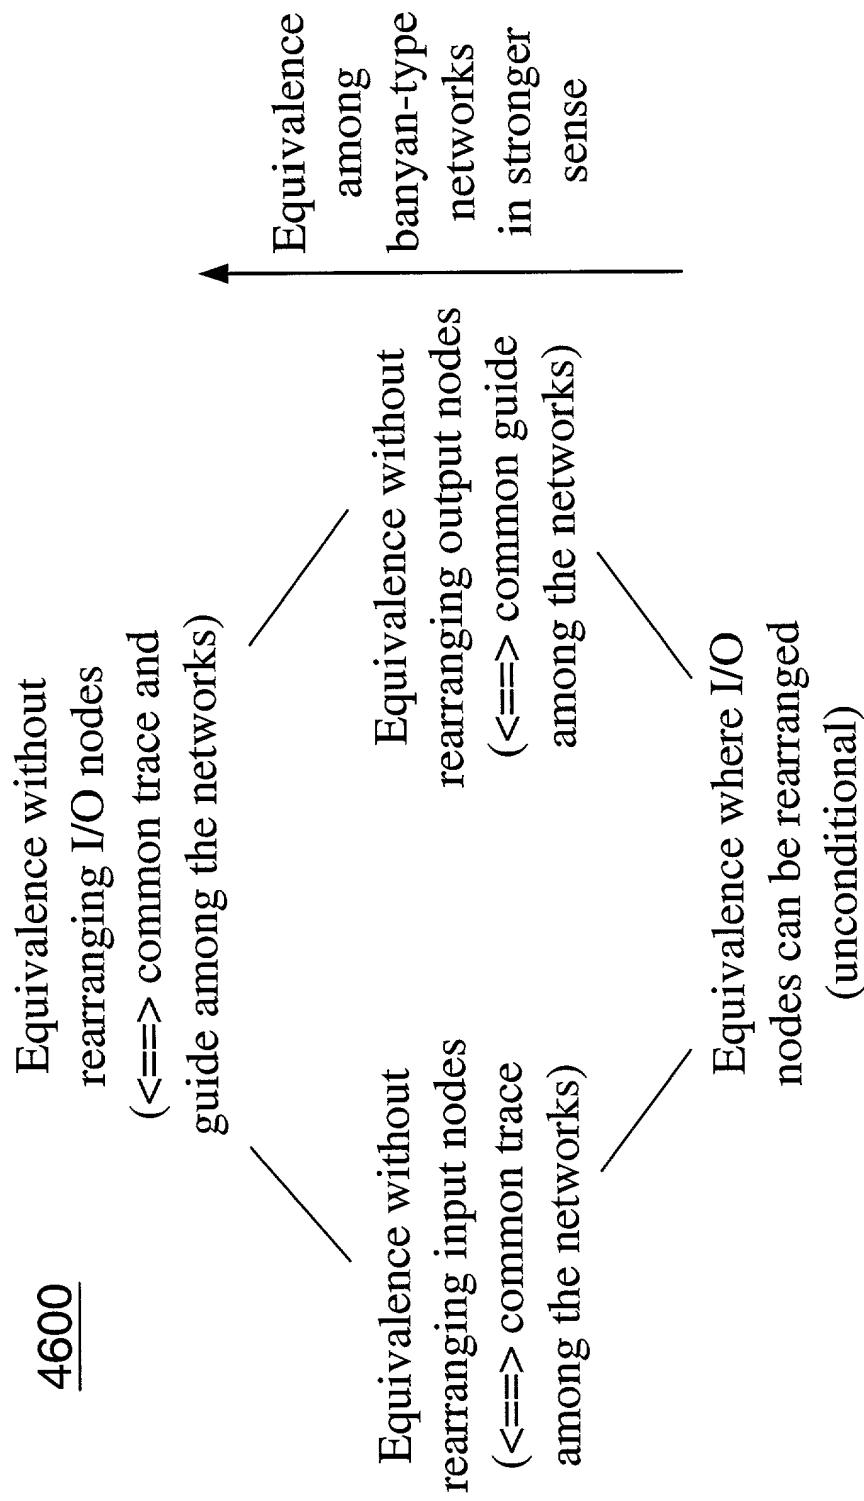 4600
Equivalence without
rearranging I/O nodes
(<==> common trace and
guide among the networks)
Equivalence without
rearranging input nodes
(<==> common trace
among the networks)
Equivalence without
rearranging output nodes
(<==> common guide
among the networks)
Equivalence where I/O
nodes can be rearranged
(unconditional)
Equivalence
among
banyan-type
networks
in stronger
sense